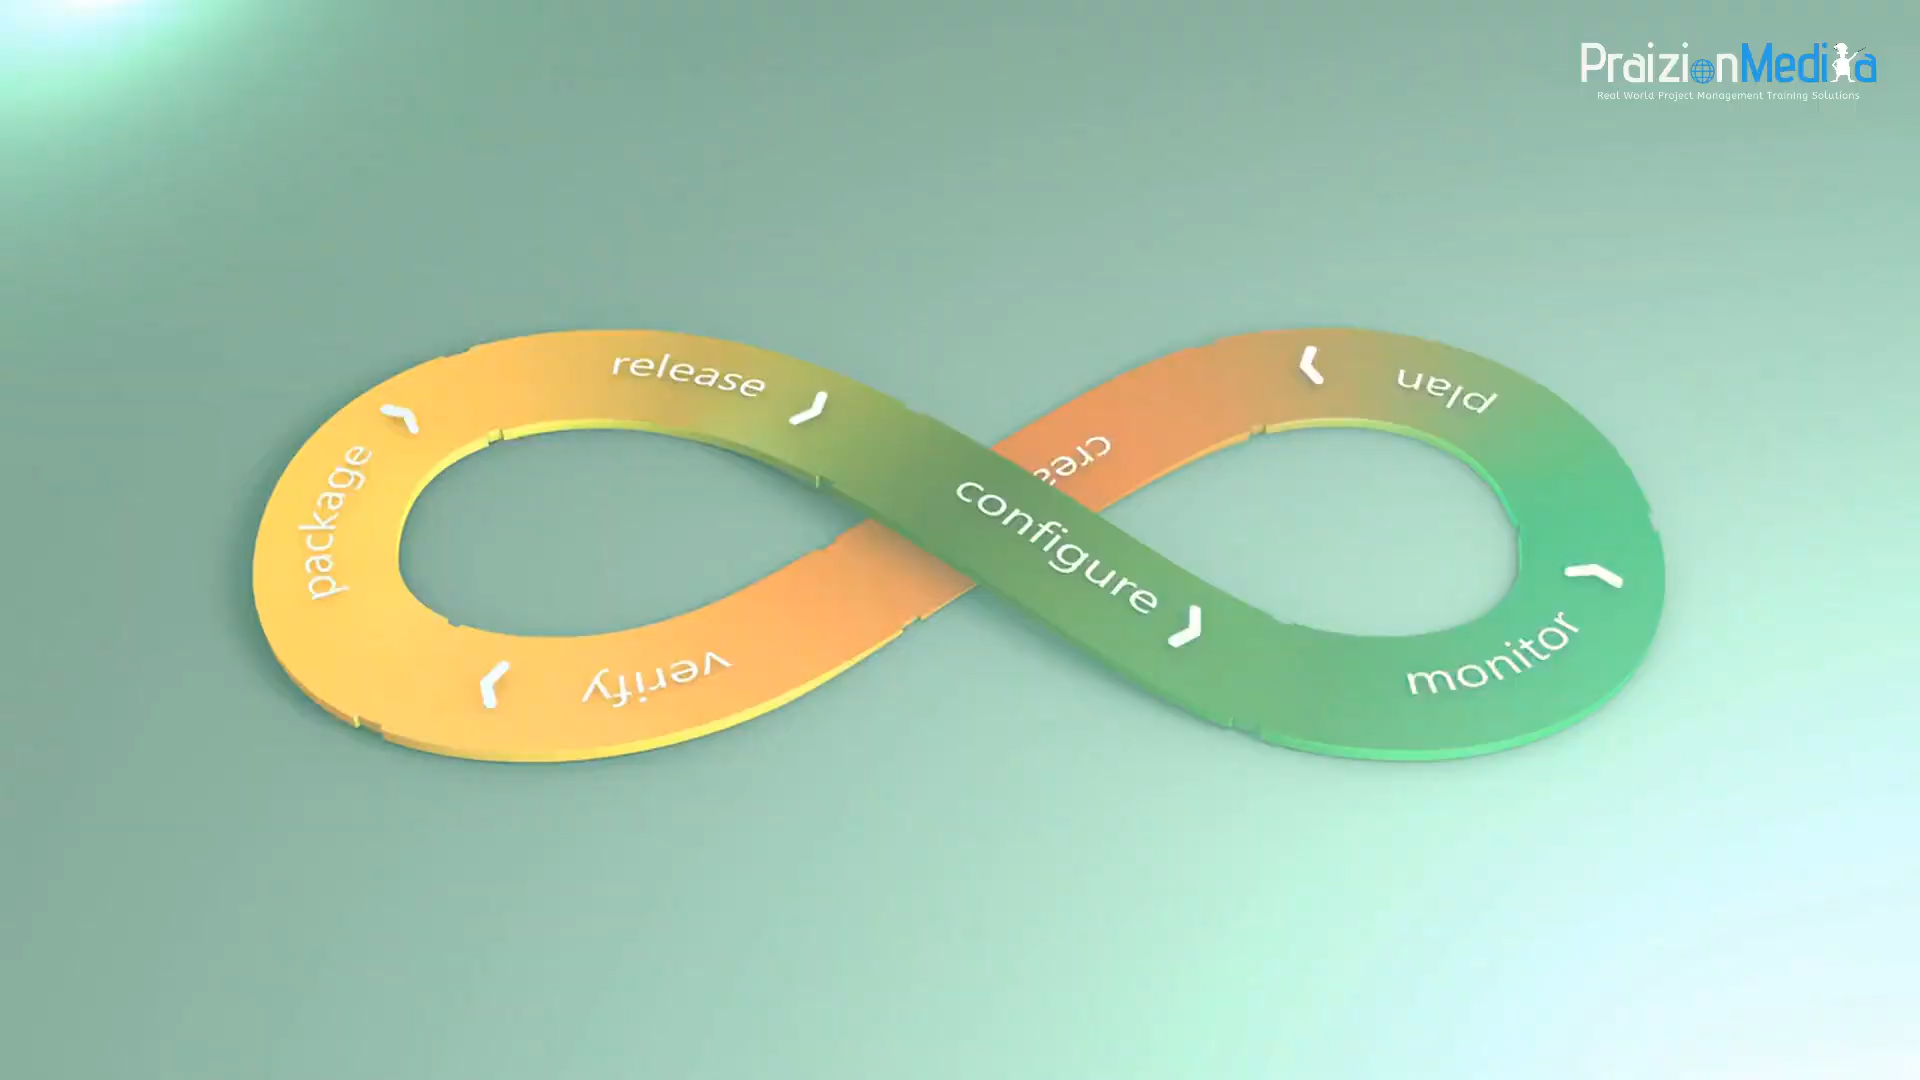 PraizionMedia
Real World Project Management Training Solutions
release
plan
package
configure
verify
monitor